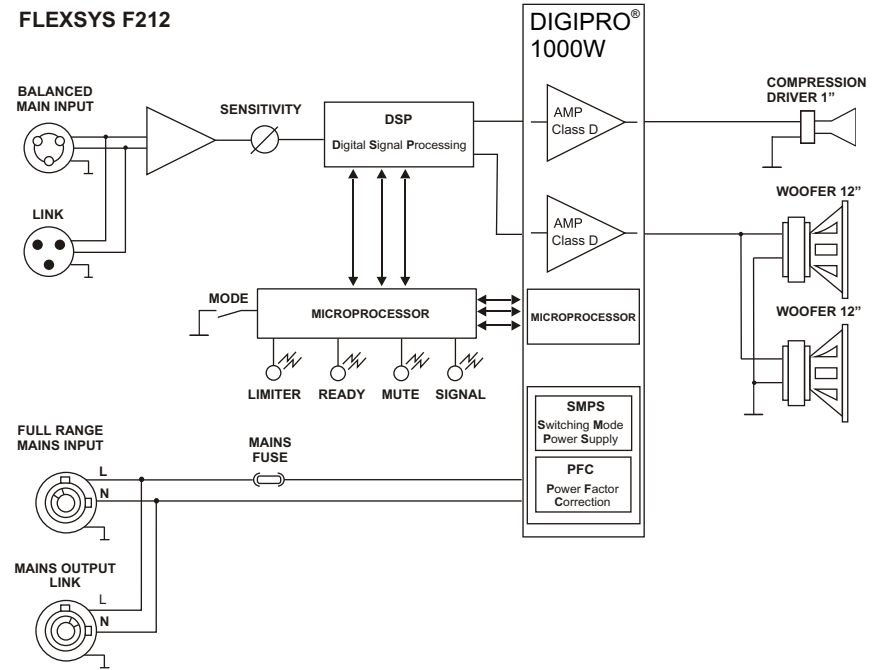 FLEXSYS F212
DIGIPRO®
1000W
BALANCED
MAIN INPUT
SENSITIVITY
DSP
Digital Signal Processing
AMP
Class D
COMPRESSION
DRIVER 1”
LINK
AMP
Class D
WOOFER 12”
MODE
MICROPROCESSOR
MICROPROCESSOR
WOOFER 12”
LIMITER
READY
MUTE
SIGNAL
SMPS
Switching Mode
Power Supply
FULL RANGE
MAINS INPUT
MAINS
FUSE
L
N
PFC
Power Factor
Correction
MAINS OUTPUT
LINK
L
N